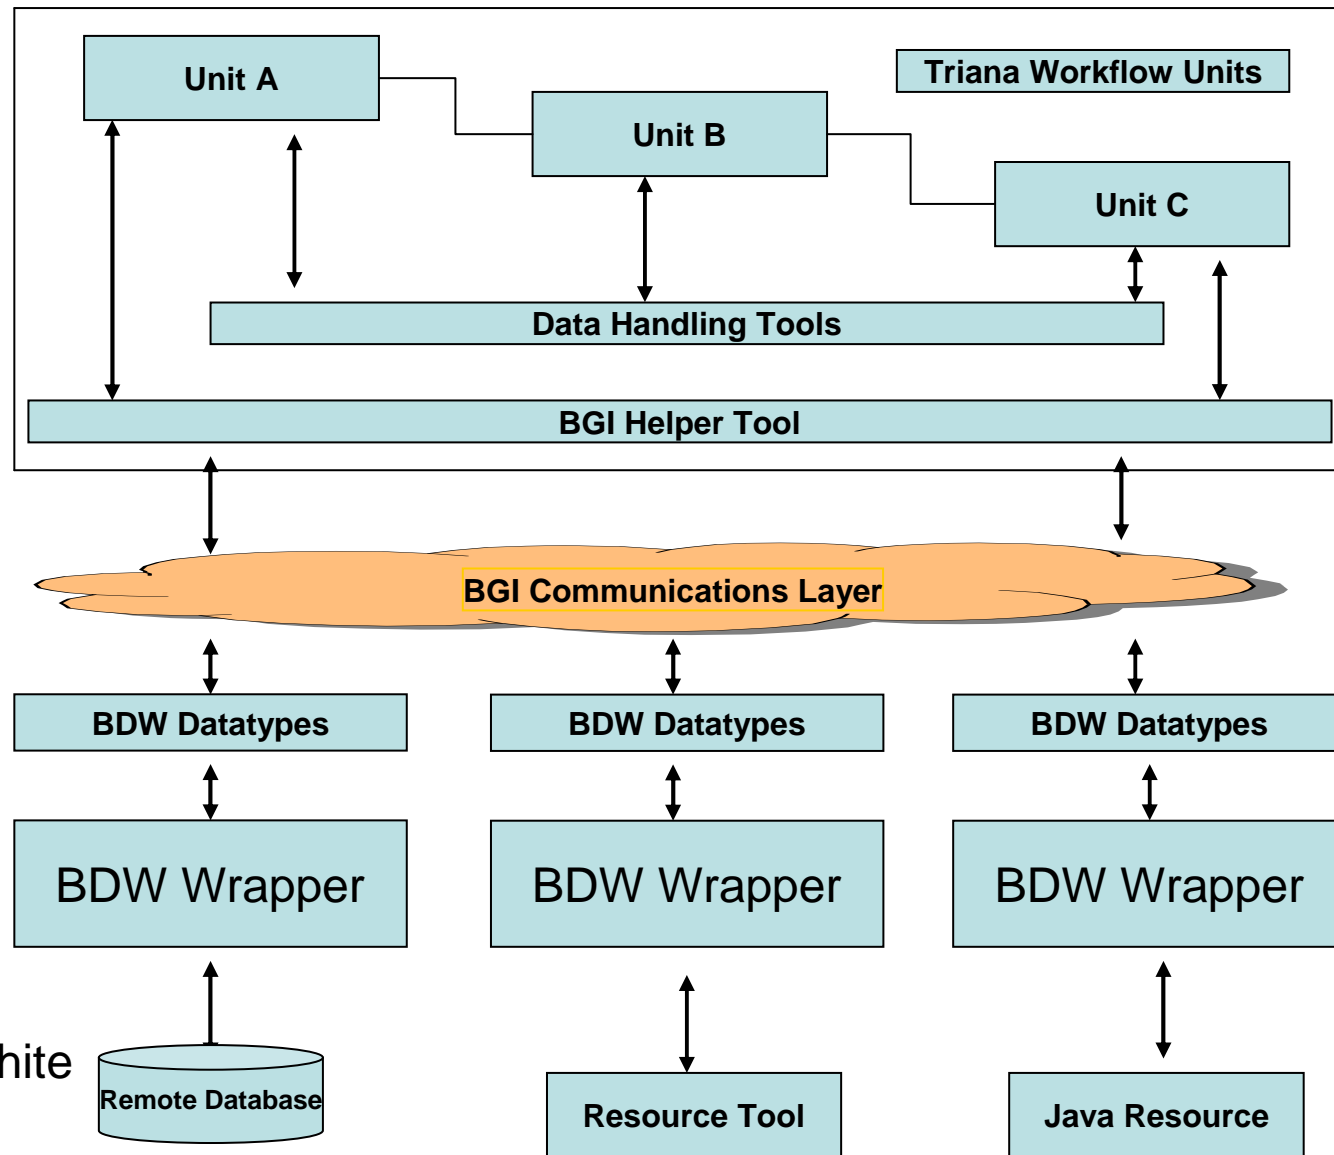 Unit A
Triana Workflow Units
Unit B
Unit C
Data Handling Tools
BGI Helper Tool
BGI Communications Layer
BDW Datatypes
BDW Datatypes
BDW Datatypes
BDW Wrapper
BDW Wrapper
BDW Wrapper
hite
Remote Database
Resource Tool
Java Resource